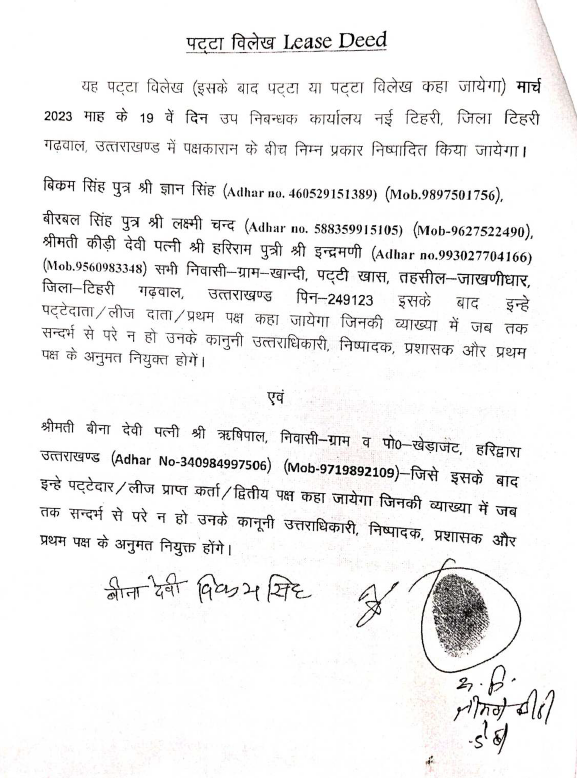 पट्टा विलेख Lease Deed
यह पट्टा विलेख (इसके बाद पट्टा या पट्टा विलेख कहा जायेगा) मार्च
2023 माह के 19 वें दिन उप निबन्धक कार्यालय नई टिहरी, जिला टिहरी
गढ़वाल, उत्तराखण्ड में पक्षकारान के बीच निम्न प्रकार निष्पादित किया जायेगा।
बिक्रम सिंह पुत्र श्री ज्ञान सिंह (Adhar no. 460529151389) (Mob.9897501756),
बीरबल सिंह पुत्र श्री लक्ष्मी चन्द (Adhar no. 588359915105) (Mob-9627522490),
श्रीमती कीड़ी देवी पत्नी श्री हरिराम पुत्री श्री इन्द्रमणी (Adhar no.993027704166)
(Mob.9560983348) सभी निवासी–ग्राम–खान्दी, पट्टी खास, तहसील–जाखणीधार,
जिला–टिहरी गढ़वाल, उत्तराखण्ड पिन–249123 इसके बाद इन्हे
पट्टेदाता/लीज दाता/प्रथम पक्ष कहा जायेगा जिनकी व्याख्या में जब तक
सन्दर्भ से परे न हो उनके कानुनी उत्तराधिकारी, निष्पादक, प्रशासक और प्रथम
पक्ष के अनुमत नियुक्त होगें।
एवं
श्रीमती बीना देवी पत्नी श्री ऋषिपाल, निवासी–ग्राम व पो0–खेड़ाजट, हरिद्वारा
उत्तराखण्ड (Adhar No-340984997506) (Mob-9719892109)–जिसे इसके बाद
इन्हे पट्टेदार/लीज प्राप्त कर्ता/द्वितीय पक्ष कहा जायेगा जिनकी व्याख्या में जब
तक सन्दर्भ से परे न हो उनके कानूनी उत्तराधिकारी, निष्पादक, प्रशासक और
प्रथम पक्ष के अनुमत नियुक्त होंगे।
बीना देवी विक्रम सिंह